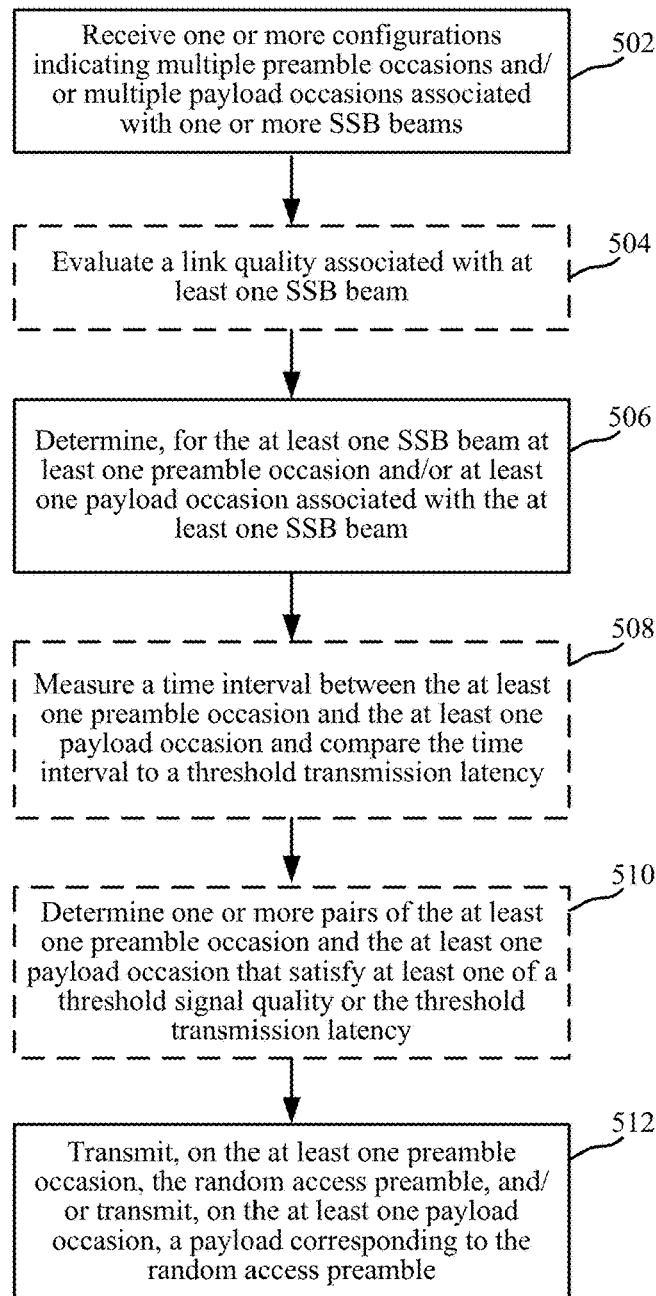 Receive one or more configurations
indicating multiple preamble occasions and/
or multiple payload occasions associated
with one or more SSB beams
502
Evaluate a link quality associated with at
least one SSB beam
504
Determine, for the at least one SSB beam at
least one preamble occasion and/or at least
one payload occasion associated with the at
least one SSB beam
506
Measure a time interval between the at least
one preamble occasion and the at least one
payload occasion and compare the time
interval to a threshold transmission latency
508
Determine one or more pairs of the at least
one preamble occasion and the at least one
payload occasion that satisfy at least one of a
threshold signal quality or the threshold
transmission latency
510
Transmit, on the at least one preamble
occasion, the random access preamble, and/
or transmit, on the at least one payload
occasion, a payload corresponding to the
random access preamble
512